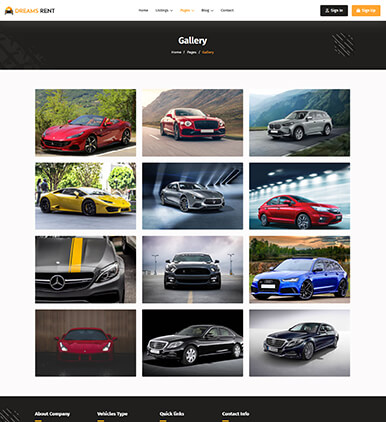 DREAMS RENT
Home Listings Pages Blog Contact
Sign In
Sign Up
Gallery
Home / Pages / Gallery
About Company
Vehicles Type
Quick links
Contact Info